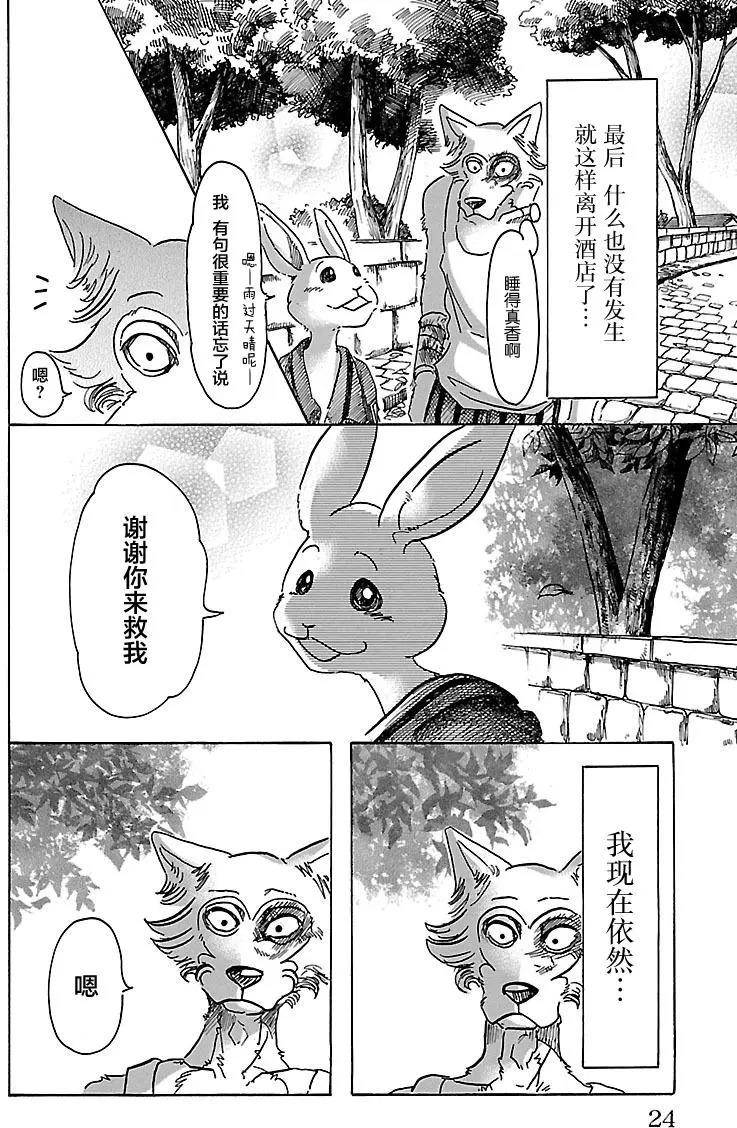 最后 什么也没有发生
就这样离开酒店了…
睡得真香啊
嗯—雨过天晴呢—
我 有句很重要的话忘了说
嗯?
谢谢你来救我
我现在依然…
嗯
24